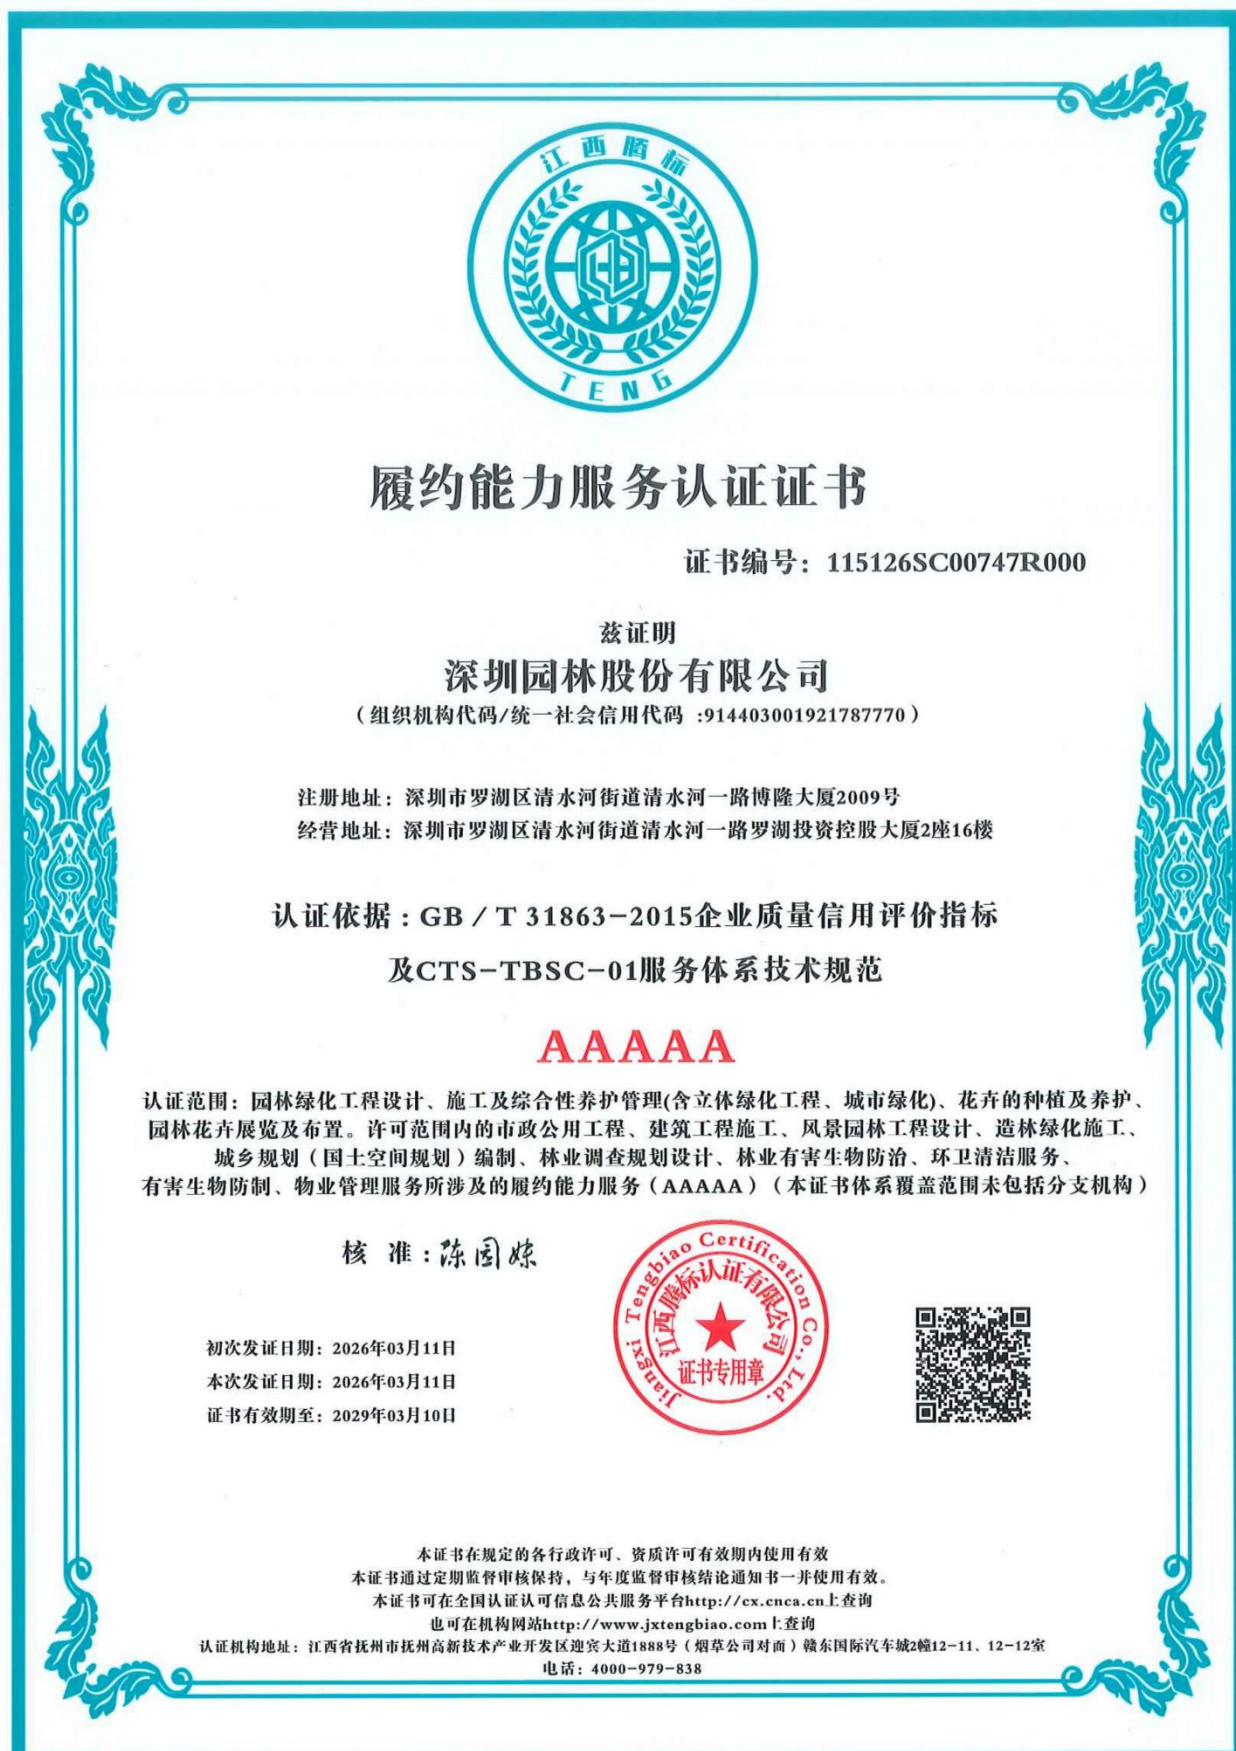 江西腾标
TENG
履约能力服务认证证书
证书编号：115126SC00747R000
兹证明
深圳园林股份有限公司
（组织机构代码/统一社会信用代码 :914403001921787770）
注册地址：深圳市罗湖区清水河街道清水河一路博隆大厦2009号
经营地址：深圳市罗湖区清水河街道清水河一路罗湖投资控股大厦2座16楼
认证依据：GB／T 31863-2015企业质量信用评价指标
及CTS-TBSC-01服务体系技术规范
AAAAA
认证范围：园林绿化工程设计、施工及综合性养护管理(含立体绿化工程、城市绿化)、花卉的种植及养护、
园林花卉展览及布置。许可范围内的市政公用工程、建筑工程施工、风景园林工程设计、造林绿化施工、
城乡规划（国土空间规划）编制、林业调查规划设计、林业有害生物防治、环卫清洁服务、
有害生物防制、物业管理服务所涉及的履约能力服务（AAAAA）（本证书体系覆盖范围未包括分支机构）
核 准：
Jiangxi Tengbiao Certification Co., Ltd.
江西腾标认证有限公司
证书专用章
初次发证日期：2026年03月11日
本次发证日期：2026年03月11日
证书有效期至：2029年03月10日
本证书在规定的各行政许可、资质许可有效期内使用有效
本证书通过定期监督审核保持，与年度监督审核结论通知书一并使用有效。
本证书可在全国认证认可信息公共服务平台http://cx.cnca.cn上查询
也可在机构网站http://www.jxtengbiao.com上查询
认证机构地址：江西省抚州市抚州高新技术产业开发区迎宾大道1888号（烟草公司对面）赣东国际汽车城2幢12-11、12-12室
电话：4000-979-838